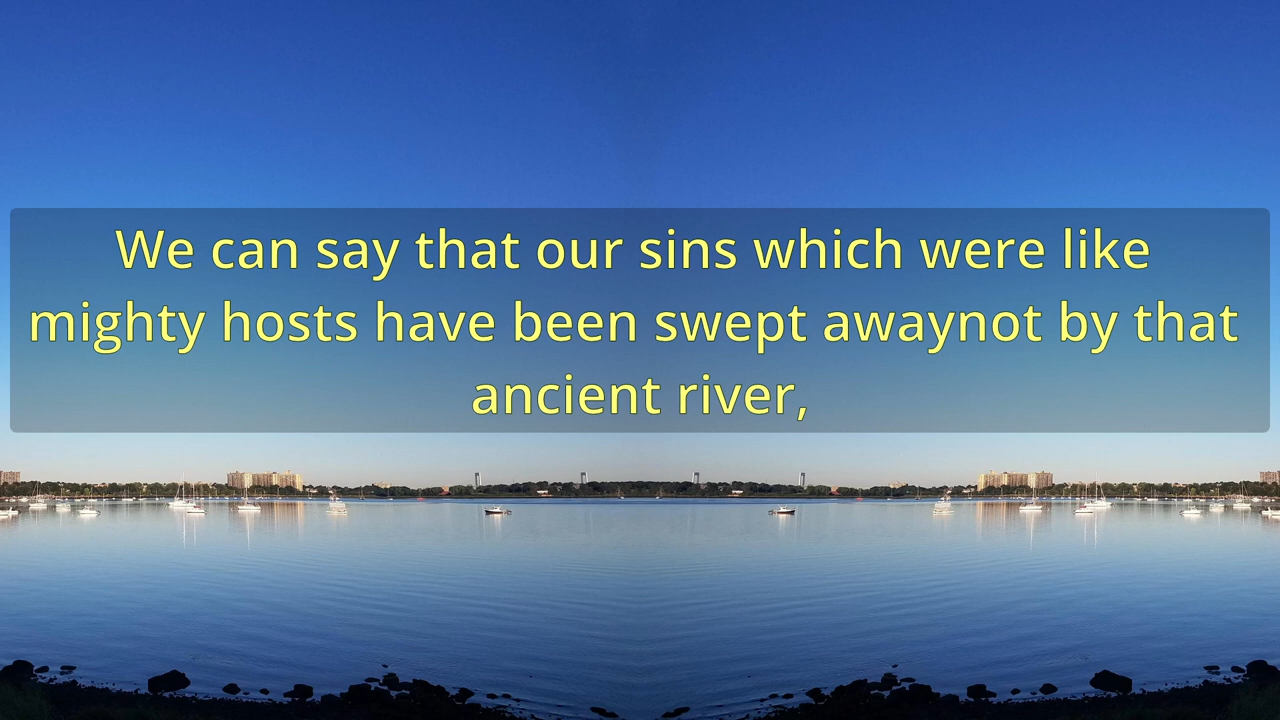 We can say that our sins which were like
mighty hosts have been swept awaynot by that
ancient river,